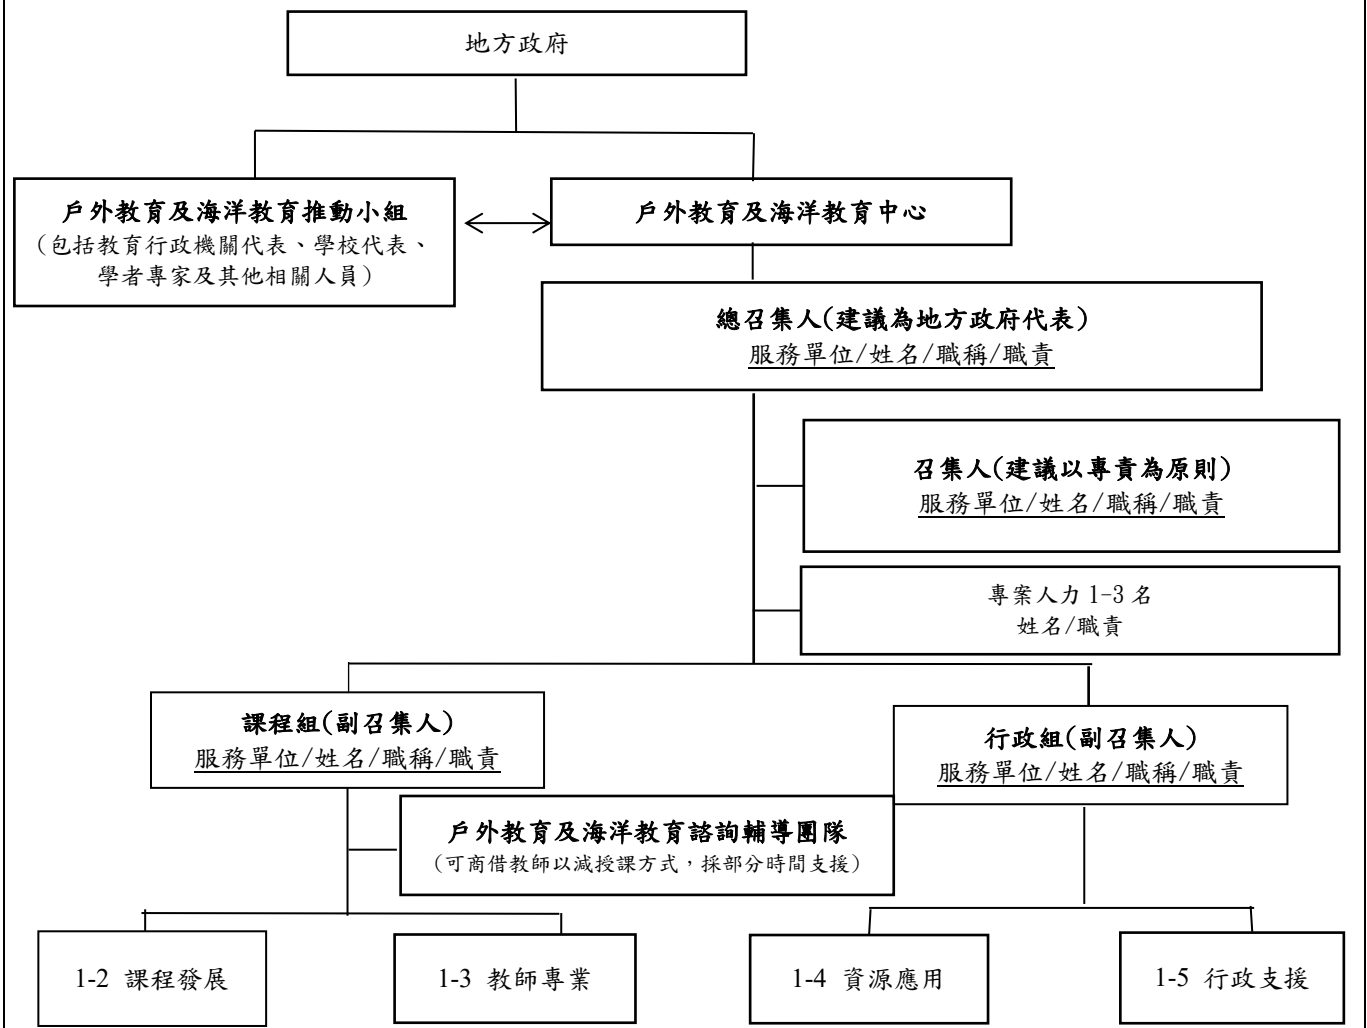 地方政府
戶外教育及海洋教育推動小組
（包括教育行政機關代表、學校代表、
學者專家及其他相關人員）
戶外教育及海洋教育中心
總召集人(建議為地方政府代表)
服務單位/姓名/職稱/職責
召集人(建議以專責為原則)
服務單位/姓名/職稱/職責
專案人力 1-3 名
姓名/職責
課程組(副召集人)
服務單位/姓名/職稱/職責
行政組(副召集人)
服務單位/姓名/職稱/職責
戶外教育及海洋教育諮詢輔導團隊
（可商借教師以減授課方式，採部分時間支援）
1-2 課程發展
1-3 教師專業
1-4 資源應用
1-5 行政支援